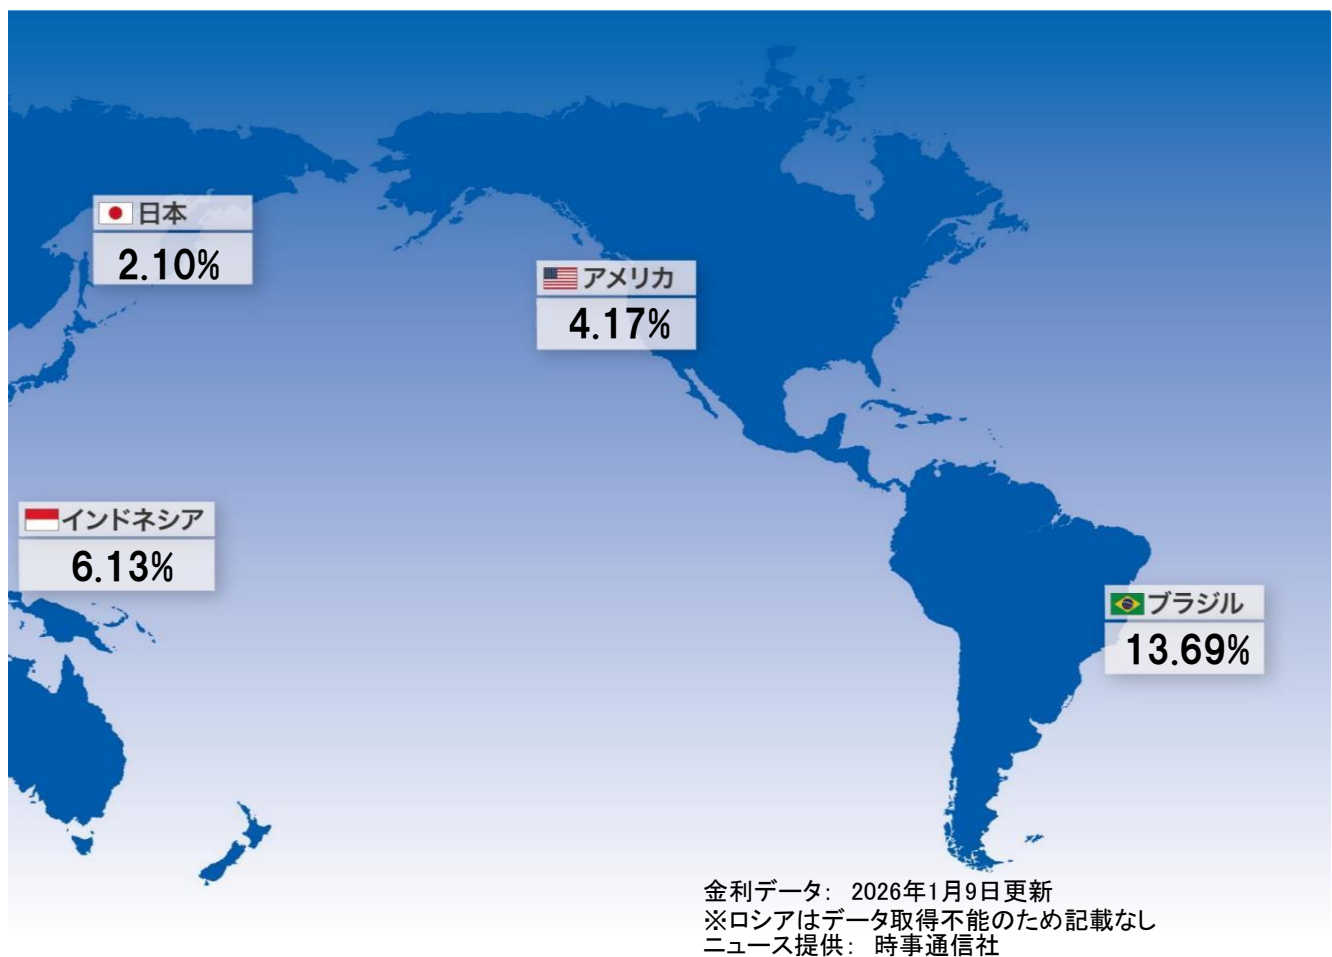 日本
2.10%
アメリカ
4.17%
インドネシア
6.13%
ブラジル
13.69%
金利データ: 2026年1月9日更新
※ロシアはデータ取得不能のため記載なし
ニュース提供: 時事通信社